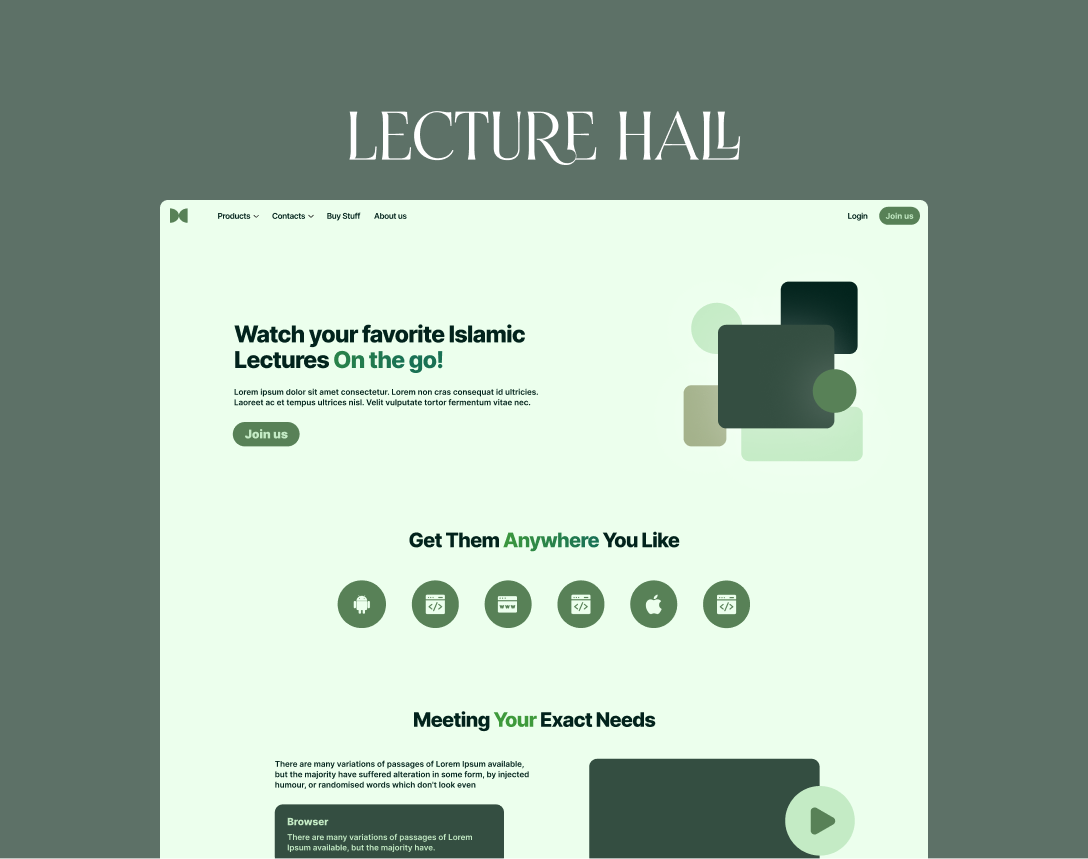 LECTURE HALL
Products Contacts Buy Stuff About us Login Join us
Watch your favorite Islamic
Lectures On the go!
Lorem ipsum dolor sit amet consectetur. Lorem non cras consequat id ultricies.
Laoreet ac et tempus ultrices nisl. Velit vulputate tortor fermentum vitae nec.
Join us
Get Them Anywhere You Like
</> www </> </>
Meeting Your Exact Needs
There are many variations of passages of Lorem Ipsum available,
but the majority have suffered alteration in some form, by injected
humour, or randomised words which don't look even
Browser
There are many variations of passages of Lorem
Ipsum available, but the majority have.